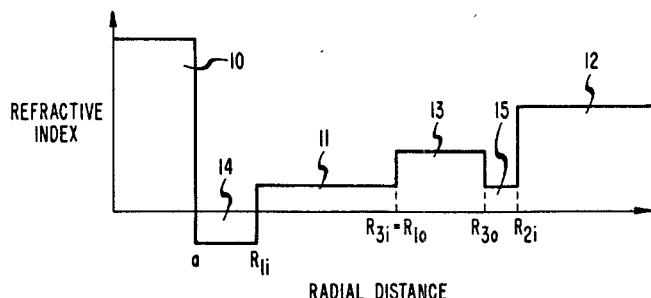 10
12
13
15
REFRACTIVE
INDEX
11
14
R3i=R1o
R3o
R2i
a
R1i
RADIAL DISTANCE